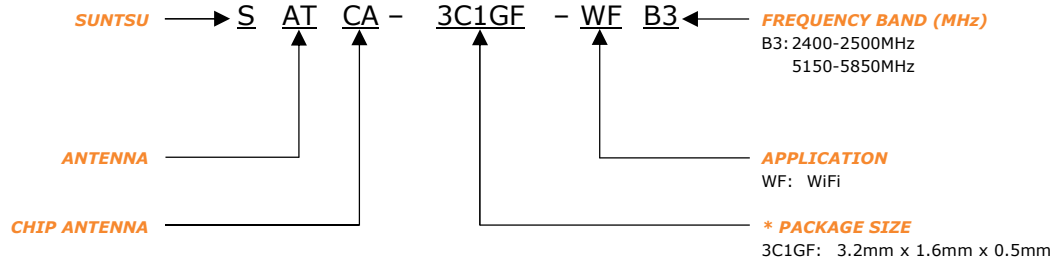 SUNTSU S AT CA – 3C1GF – WF B3 FREQUENCY BAND (MHz)
B3: 2400-2500MHz
5150-5850MHz
ANTENNA APPLICATION
WF: WiFi
CHIP ANTENNA * PACKAGE SIZE
3C1GF: 3.2mm x 1.6mm x 0.5mm